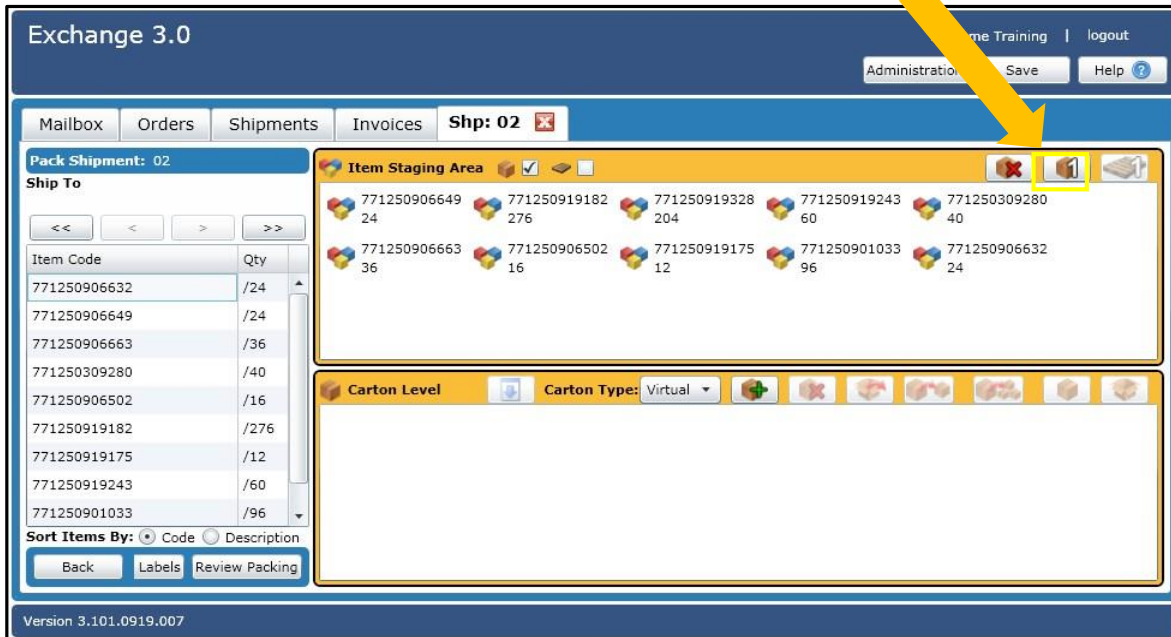 Exchange 3.0
me Training | logout
Administration Save Help ?
Mailbox Orders Shipments Invoices Shp: 02
Pack Shipment: 02
Ship To
<< < > >>
Item Code Qty
771250906632 /24
771250906649 /24
771250906663 /36
771250309280 /40
771250906502 /16
771250919182 /276
771250919175 /12
771250919243 /60
771250901033 /96
Sort Items By: Code Description
Back Labels Review Packing
Item Staging Area 1 1
771250906649 771250919182 771250919328 771250919243 771250309280
24 276 204 60 40
771250906663 771250906502 771250919175 771250901033 771250906632
36 16 12 96 24
Carton Level Carton Type: Virtual
Version 3.101.0919.007